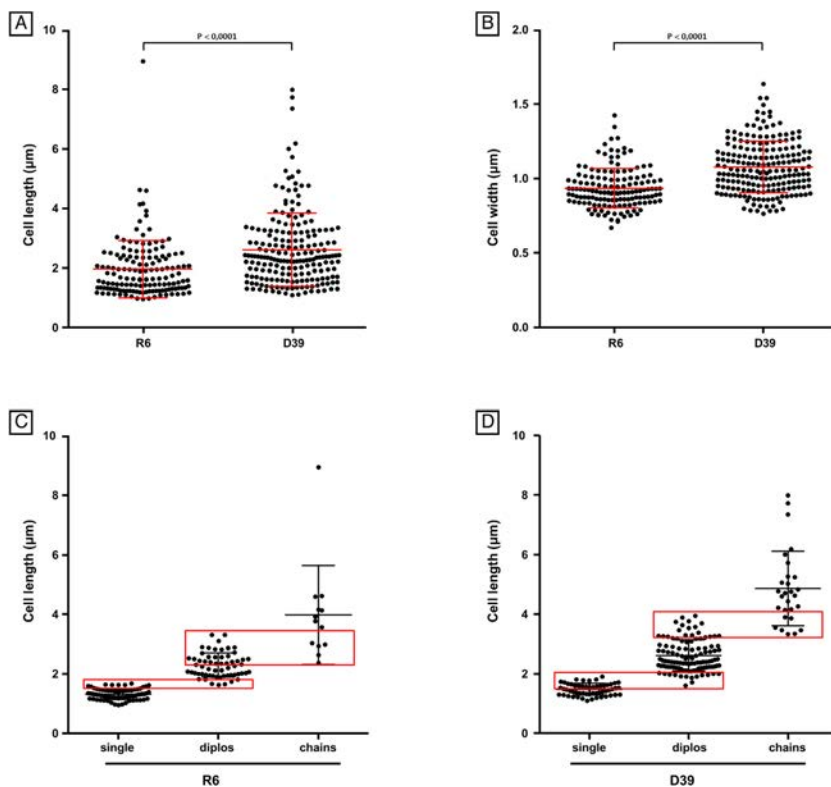 A
P < 0,0001
10
8
6
4
2
0
Cell length (µm)
R6 D39
B
P < 0,0001
2.0
1.5
1.0
0.5
0.0
Cell width (µm)
R6 D39
C
10
8
6
4
2
0
Cell length (µm)
single diplos chains
R6
D
10
8
6
4
2
0
Cell length (µm)
single diplos chains
D39